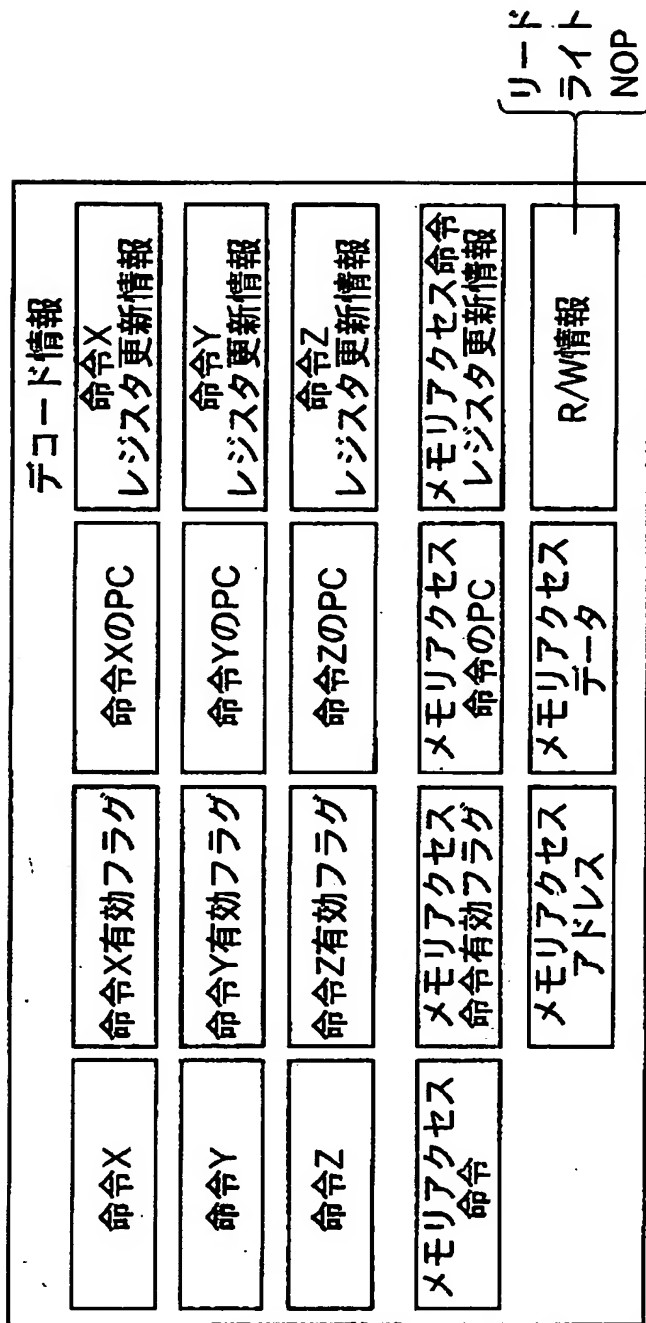 デコード情報
命令X
命令X有効フラグ
命令XのPC
命令X
レジスタ更新情報
命令Y
命令Y有効フラグ
命令YのPC
命令Y
レジスタ更新情報
命令Z
命令Z有効フラグ
命令ZのPC
命令Z
レジスタ更新情報
メモリアクセス
命令
メモリアクセス
命令有効フラグ
メモリアクセス
命令のPC
メモリアクセス命令
レジスタ更新情報
メモリアクセス
アドレス
メモリアクセス
データ
R/W情報
リード
ライト
NOP